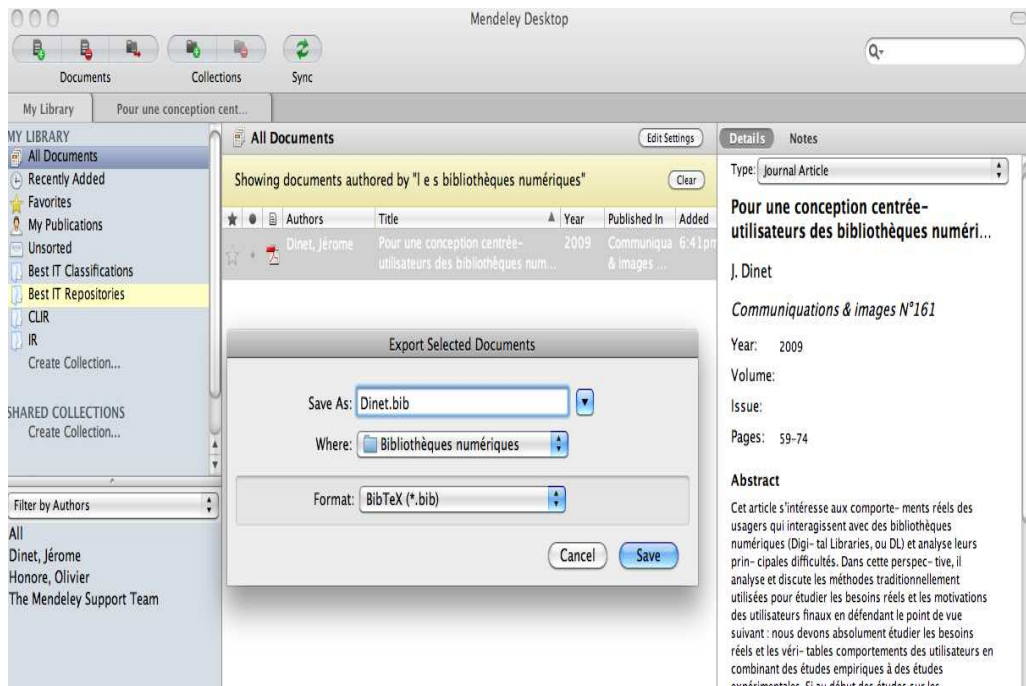 Mendeley Desktop
Documents
Collections
Sync
My Library
Pour une conception cent...
MY LIBRARY
All Documents
Recently Added
Favorites
My Publications
Unsorted
Best IT Classifications
Best IT Repositories
CLIR
IR
Create Collection...
SHARED COLLECTIONS
Create Collection...
Filter by Authors
All
Dinet, Jérome
Honore, Olivier
The Mendeley Support Team
All Documents
Edit Settings
Showing documents authored by "l e s bibliothèques numériques"
Clear
Authors Title Year Published In Added
Dinet, Jérome Pour une conception centrée- 2009 Communiqua 6:41pm
utilisateurs des bibliothèques num... & images ...
Export Selected Documents
Save As: Dinet.bib
Where: Bibliothèques numériques
Format: BibTeX (*.bib)
Cancel
Save
Details
Notes
Type: Journal Article
Pour une conception centrée-
utilisateurs des bibliothèques numéri...
J. Dinet
Communiquations & images N°161
Year: 2009
Volume:
Issue:
Pages: 59-74
Abstract
Cet article s'intéresse aux comporte- ments réels des
usagers qui interagissent avec des bibliothèques
numériques (Digi- tal Libraries, ou DL) et analyse leurs
prin- cipales difficultés. Dans cette perspec- tive, il
analyse et discute les méthodes traditionnellement
utilisées pour étudier les besoins réels et les motivations
des utilisateurs finaux en défendant le point de vue
suivant : nous devons absolument étudier les besoins
réels et les véri- tables comportements des utilisateurs en
combinant des études empiriques à des études
expérimentales. Si au début des études sur les